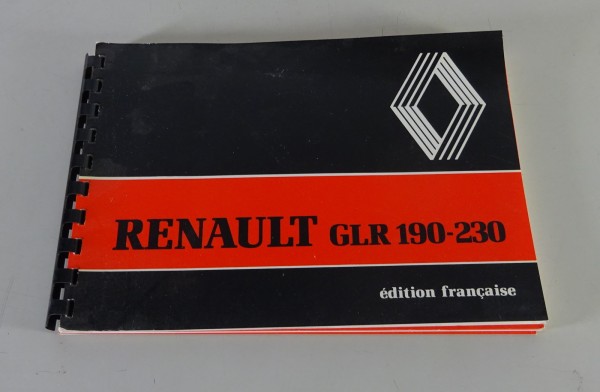 RENAULT GLR 190-230
édition française